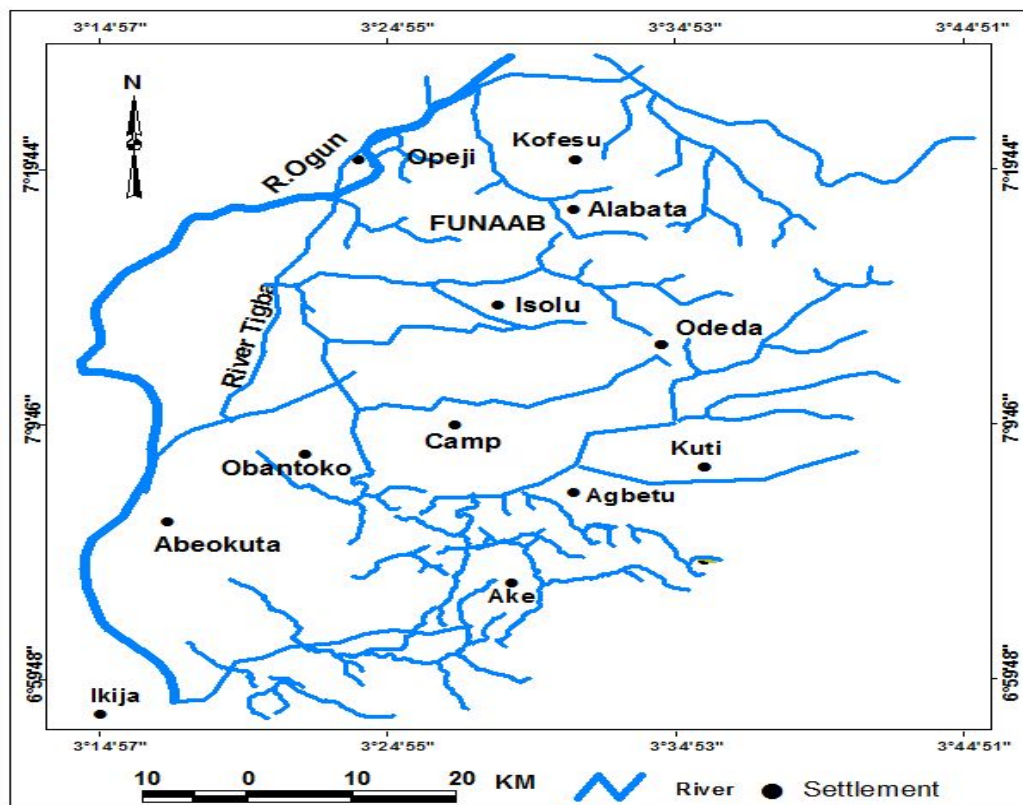 3°14'57" 3°24'55" 3°34'53" 3°44'51"
N
7°19'44"
7°19'44"
R.Ogun
Opeji
Kofesu
Alabata
FUNAAB
Isolu
River Tigba
Odeda
7°9'46"
7°9'46"
Camp
Kuti
Obantoko
Agbetu
Abeokuta
Ake
6°59'48"
6°59'48"
Ikija
3°14'57" 3°24'55" 3°34'53" 3°44'51"
10 0 10 20 KM River Settlement